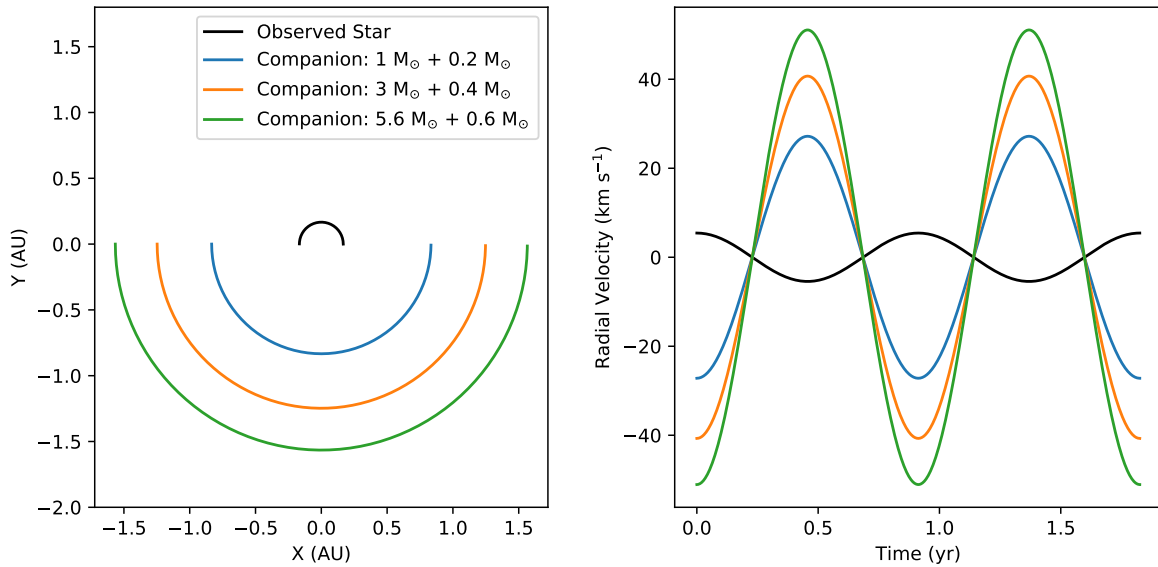 Observed Star
Companion: 1 M☉ + 0.2 M☉
Companion: 3 M☉ + 0.4 M☉
Companion: 5.6 M☉ + 0.6 M☉
1.5
1.0
0.5
0.0
−0.5
−1.0
−1.5
−2.0
Y (AU)
−1.5 −1.0 −0.5 0.0 0.5 1.0 1.5
X (AU)
40
20
0
−20
−40
Radial Velocity (km s⁻¹)
0.0 0.5 1.0 1.5
Time (yr)